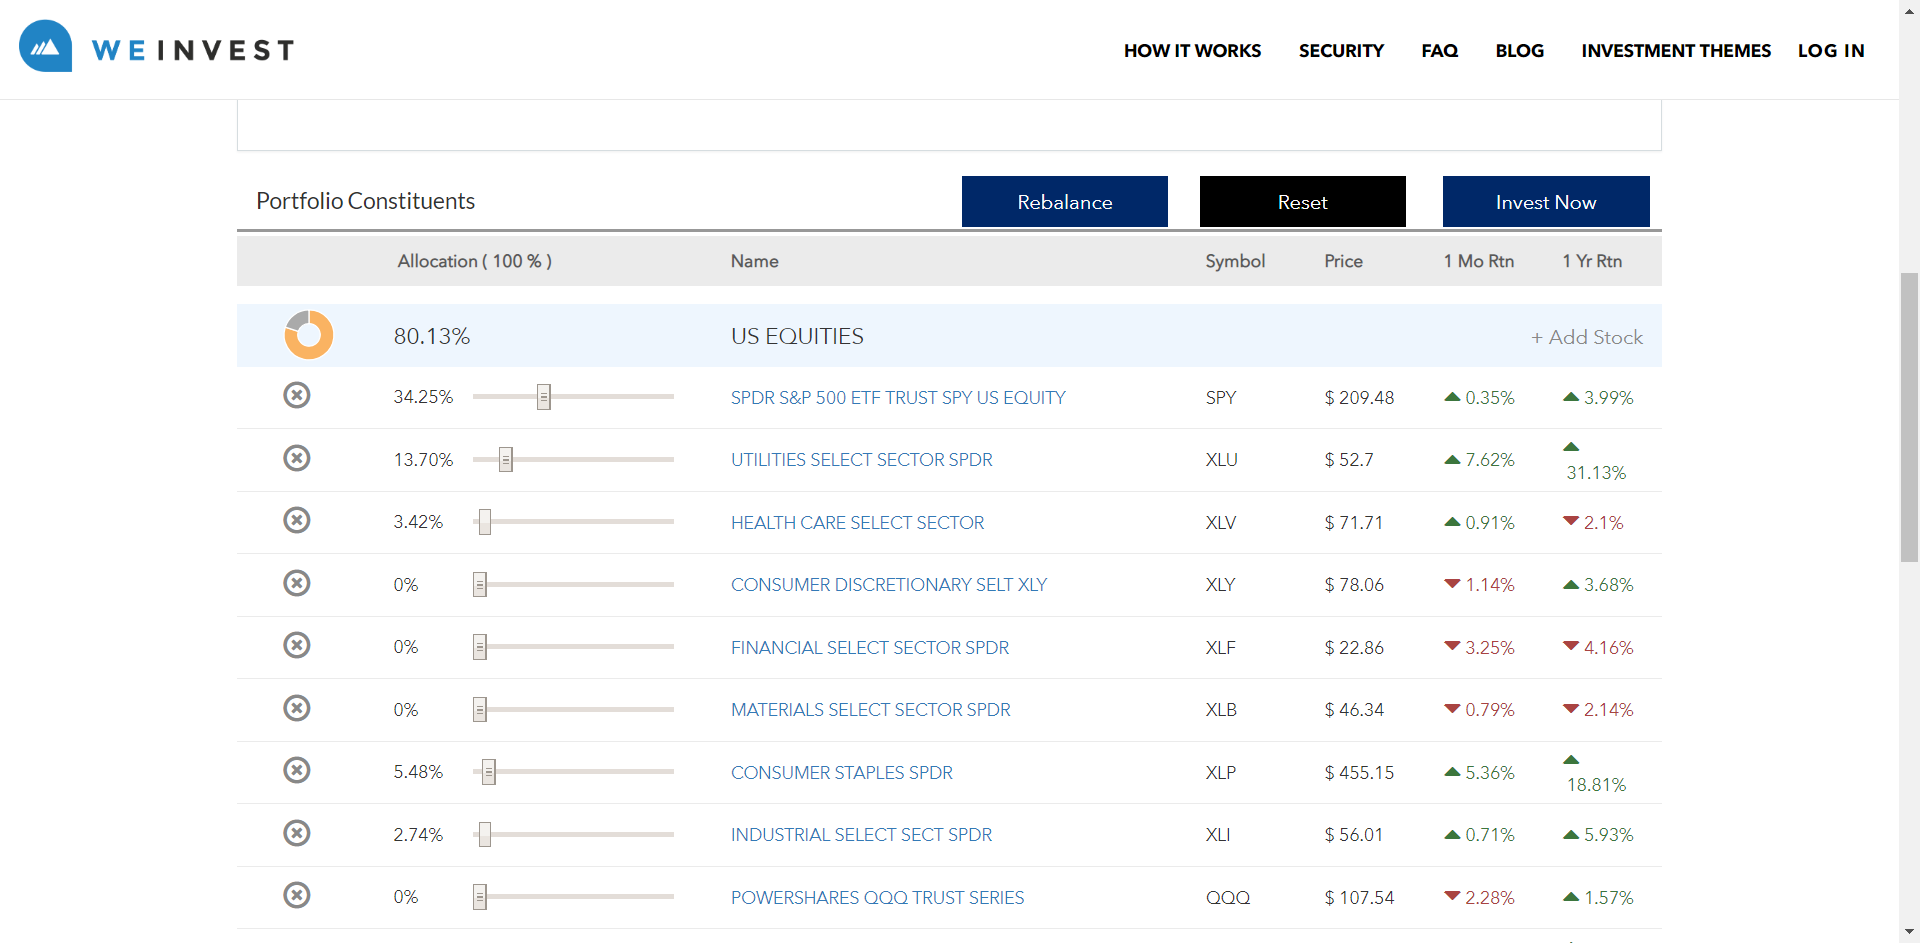 WEINVEST
HOW IT WORKS SECURITY FAQ BLOG INVESTMENT THEMES LOG IN
Portfolio Constituents Rebalance Reset Invest Now
Allocation ( 100 % ) Name Symbol Price 1 Mo Rtn 1 Yr Rtn
80.13% US EQUITIES + Add Stock
34.25% SPDR S&P 500 ETF TRUST SPY US EQUITY SPY $ 209.48 0.35% 3.99%
13.70% UTILITIES SELECT SECTOR SPDR XLU $ 52.7 7.62% 31.13%
3.42% HEALTH CARE SELECT SECTOR XLV $ 71.71 0.91% 2.1%
0% CONSUMER DISCRETIONARY SELT XLY XLY $ 78.06 1.14% 3.68%
0% FINANCIAL SELECT SECTOR SPDR XLF $ 22.86 3.25% 4.16%
0% MATERIALS SELECT SECTOR SPDR XLB $ 46.34 0.79% 2.14%
5.48% CONSUMER STAPLES SPDR XLP $ 455.15 5.36% 18.81%
2.74% INDUSTRIAL SELECT SECT SPDR XLI $ 56.01 0.71% 5.93%
0% POWERSHARES QQQ TRUST SERIES QQQ $ 107.54 2.28% 1.57%